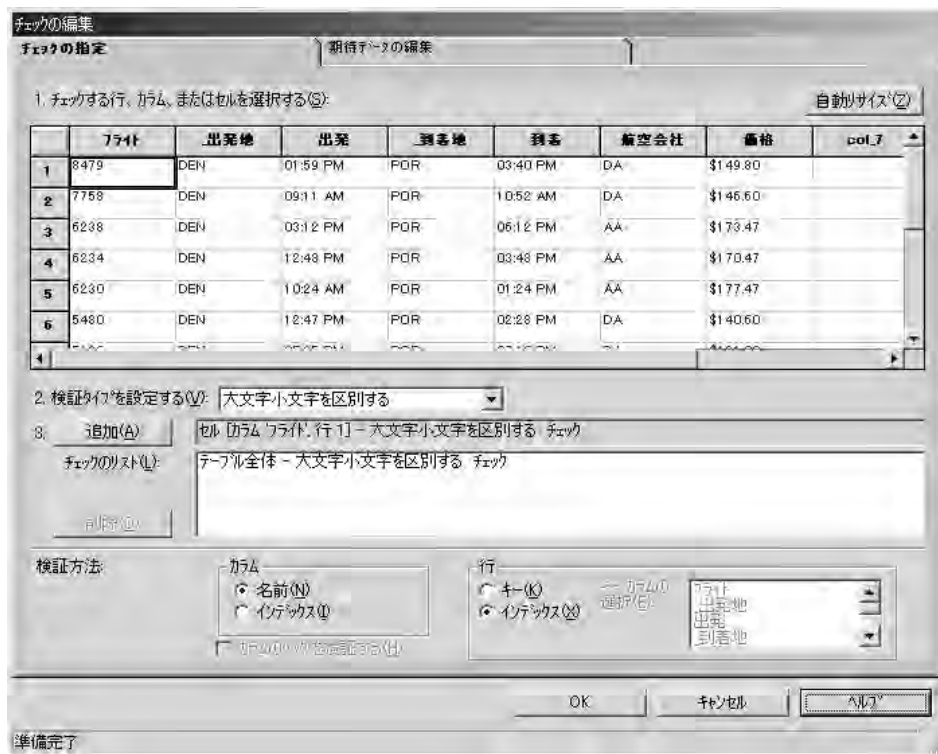 チェックの編集
チェックの指定 期待データの編集
1. チェックする行、カラム、またはセルを選択する(S): 自動リサイズ(Z)
フライト 出発地 出発 到着地 到着 航空会社 価格 col_7
1 8479 DEN 01:59 PM POR 03:40 PM DA $149.80
2 7758 DEN 09:11 AM POR 10:52 AM DA $146.60
3 6238 DEN 03:12 PM POR 06:12 PM AA $173.47
4 6234 DEN 12:48 PM POR 03:48 PM AA $170.47
5 6230 DEN 10:24 AM POR 01:24 PM AA $177.47
6 5480 DEN 12:47 PM POR 02:28 PM DA $140.60
2. 検証タイプを設定する(V): 大文字小文字を区別する
3. 追加(A) セル [カラム 'フライト', 行 1] - 大文字小文字を区別する チェック
チェックのリスト(L): テーブル全体 - 大文字小文字を区別する チェック
削除(D)
検証方法: カラム 行
名前(N) キー(K) カラムの選択(E): フライト
インデックス(I) インデックス(X) 出発地
出発
到着地
OK キャンセル ヘルプ
準備完了